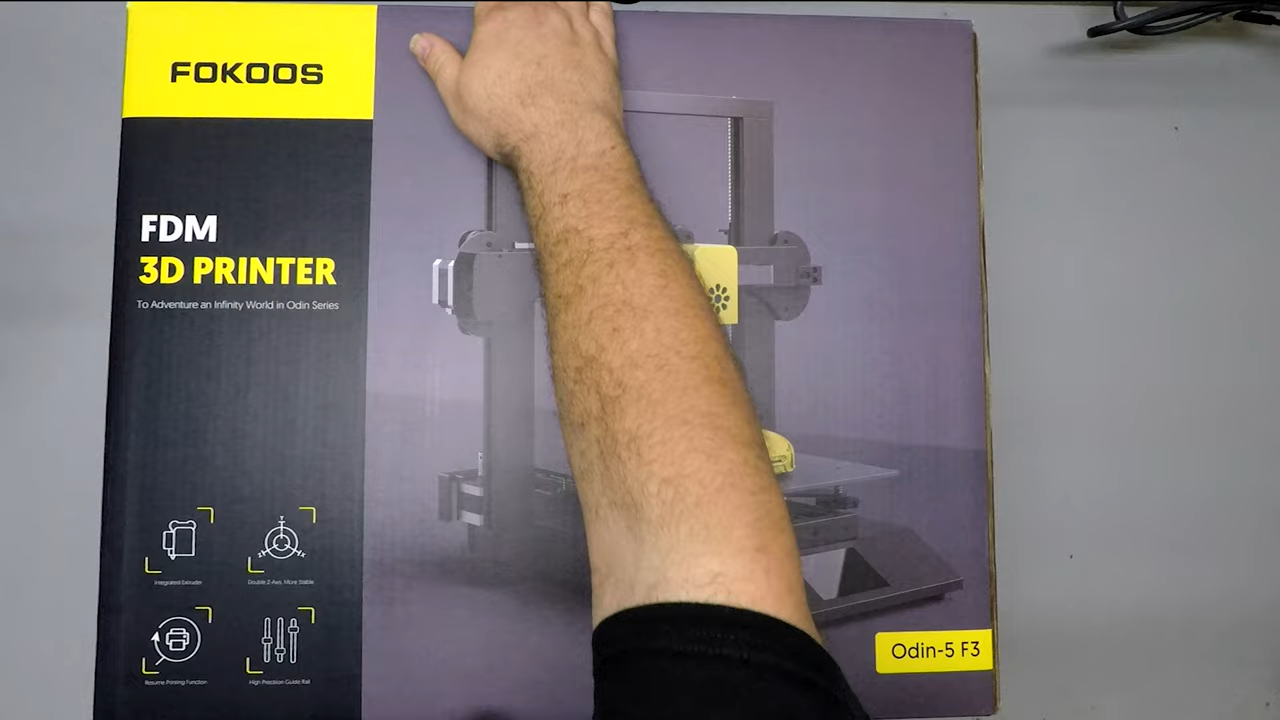 FOKOOS
FDM
3D PRINTER
To Adventure an Infinity World in Odin Series
Integrated Extruder
Double Z-Axis, More Stable
Resume Printing Function
High Precision Guide Rail
Odin-5 F3